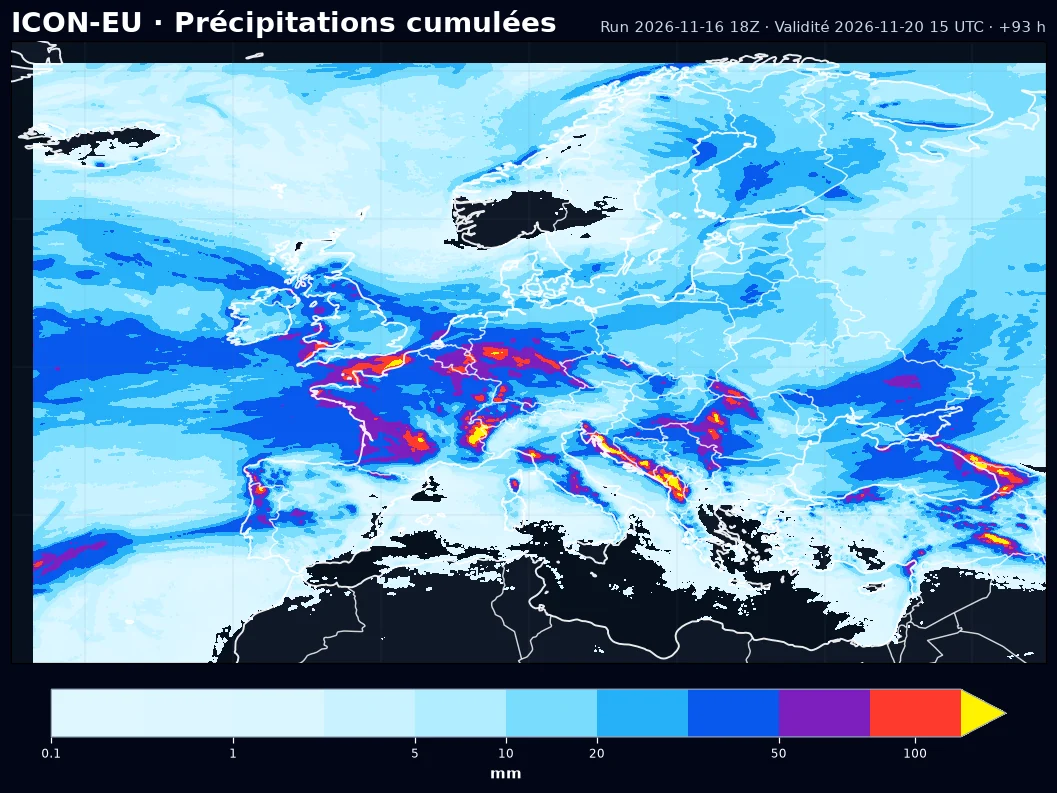 ICON-EU · Précipitations cumulées
Run 2026-11-16 18Z · Validité 2026-11-20 15 UTC · +93 h
0.1 1 5 10 20 50 100
mm